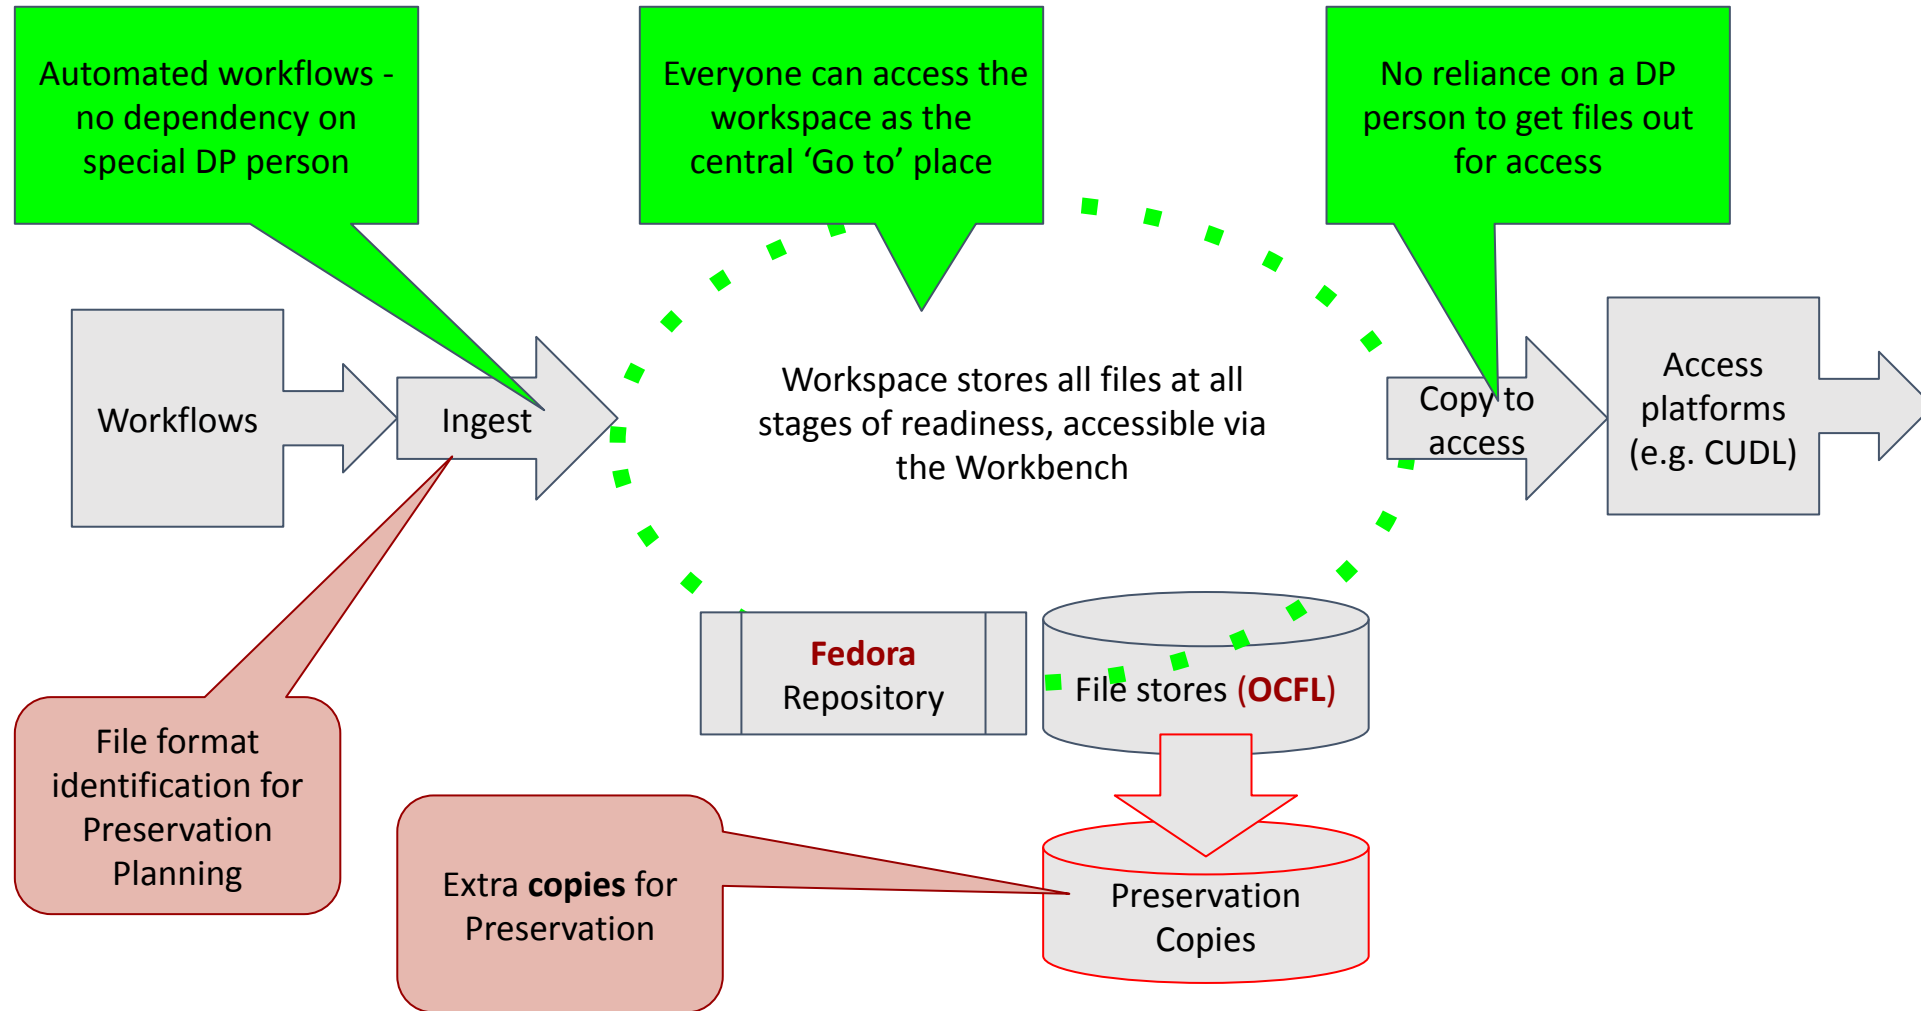 Automated workflows -
no dependency on
special DP person
Everyone can access the
workspace as the
central ‘Go to’ place
No reliance on a DP
person to get files out
for access
Workflows
Ingest
Workspace stores all files at all
stages of readiness, accessible via
the Workbench
Copy to
access
Access
platforms
(e.g. CUDL)
Fedora
Repository
File stores (OCFL)
File format
identification for
Preservation
Planning
Extra copies for
Preservation
Preservation
Copies